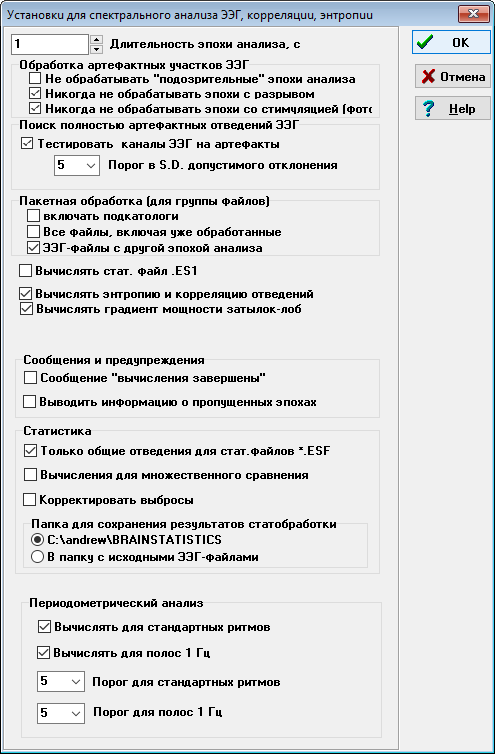 Установки для спектрального анализа ЭЭГ, корреляции, энтропии
1 Длительность эпохи анализа, с
OK
Обработка артефактных участков ЭЭГ
Не обрабатывать "подозрительные" эпохи анализа
Отмена
Никогда не обрабатывать эпохи с разрывом
Никогда не обрабатывать эпохи со стимуляцией (фото
? Help
Поиск полностью артефактных отведений ЭЭГ
Тестировать каналы ЭЭГ на артефакты
5 Порог в S.D. допустимого отклонения
Пакетная обработка (для группы файлов)
включать подкатологи
Все файлы, включая уже обработанные
ЭЭГ-файлы с другой эпохой анализа
Вычислять стат. файл .ES1
Вычислять энтропию и корреляцию отведений
Вычислять градиент мощности затылок-лоб
Сообщения и предупреждения
Сообщение "вычисления завершены"
Выводить информацию о пропущенных эпохах
Статистика
Только общие отведения для стат.файлов *.ESF
Вычисления для множественного сравнения
Корректировать выбросы
Папка для сохранения результатов статобработки
C:\andrew\BRAINSTATISTICS
В папку с исходными ЭЭГ-файлами
Периодометрический анализ
Вычислять для стандартных ритмов
Вычислять для полос 1 Гц
5 Порог для стандартных ритмов
5 Порог для полос 1 Гц